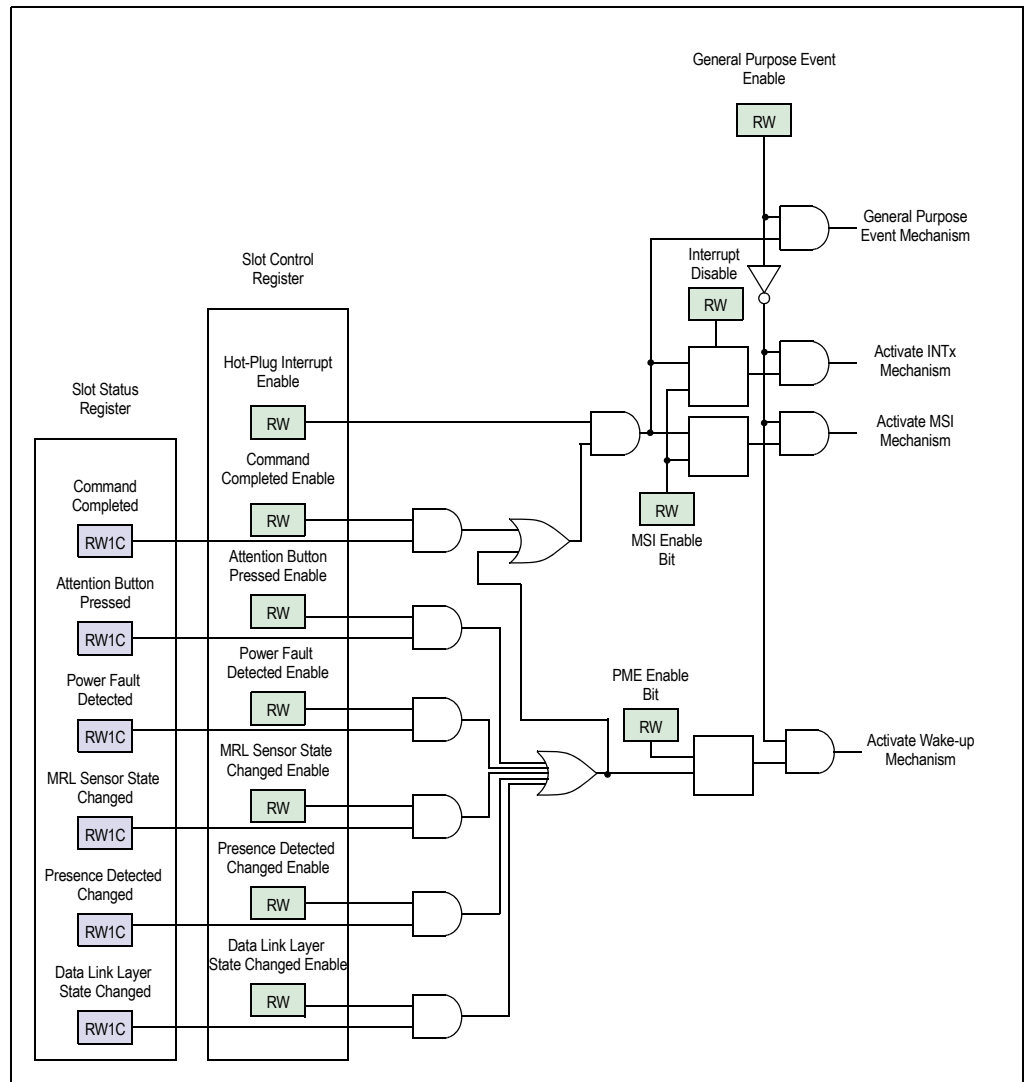 General Purpose Event
Enable
RW
General Purpose
Event Mechanism
Slot Control
Register
Interrupt
Disable
RW
Hot-Plug Interrupt
Enable
RW
Activate INTx
Mechanism
Slot Status
Register
Activate MSI
Mechanism
Command
Completed Enable
RW
Command
Completed
RW1C
RW
MSI Enable
Bit
Attention Button
Pressed Enable
RW
Attention Button
Pressed
RW1C
Power Fault
Detected Enable
RW
Power Fault
Detected
RW1C
PME Enable
Bit
RW
Activate Wake-up
Mechanism
MRL Sensor State
Changed Enable
RW
MRL Sensor State
Changed
RW1C
Presence Detected
Changed Enable
RW
Presence Detected
Changed
RW1C
Data Link Layer
State Changed Enable
RW
Data Link Layer
State Changed
RW1C